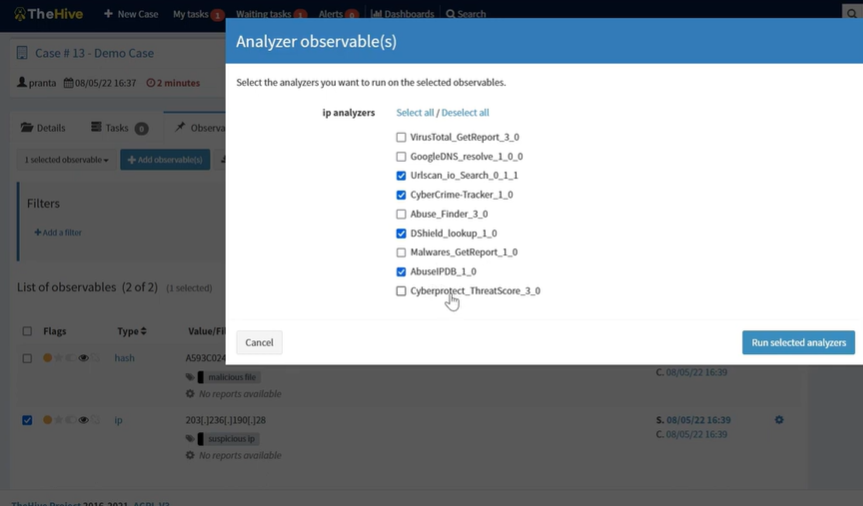 TheHive + New Case My tasks 1 Waiting tasks 1 Alerts 0 Dashboards Search
Case # 13 - Demo Case
pranta 08/05/22 16:37 2 minutes
Details Tasks 0 Observa
1 selected observable + Add observable(s)
Filters
+ Add a filter
List of observables (2 of 2) (1 selected)
Flags Type Value/Fil
hash A593C024
malicious file
No reports available
C. 08/05/22 16:39
ip 203[.]236[.]190[.]28 S. 08/05/22 16:39
suspicious ip C. 08/05/22 16:39
No reports available
TheHive Project 2016-2021, AGPL-V3
Analyzer observable(s)
Select the analyzers you want to run on the selected observables.
ip analyzers Select all / Deselect all
VirusTotal_GetReport_3_0
GoogleDNS_resolve_1_0_0
Urlscan_io_Search_0_1_1
CyberCrime-Tracker_1_0
Abuse_Finder_3_0
DShield_lookup_1_0
Malwares_GetReport_1_0
AbuseIPDB_1_0
Cyberprotect_ThreatScore_3_0
Cancel Run selected analyzers